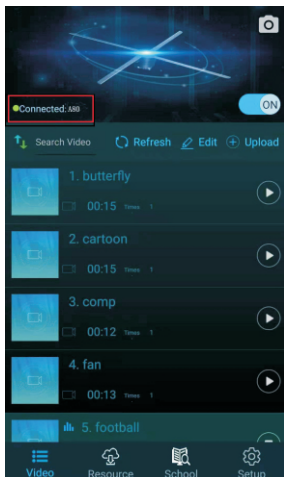 Connected: A80
ON
Search Video Refresh Edit Upload
1. butterfly
00:15 Times 1
2. cartoon
00:15 Times 1
3. comp
00:12 Times 1
4. fan
00:13 Times 1
5. football
Video Resource School Setup